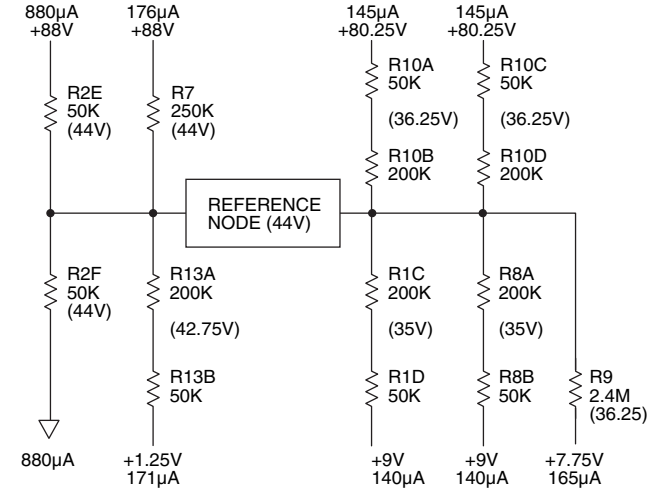 880µA
+88V
176µA
+88V
145µA
+80.25V
145µA
+80.25V
R2E
50K
(44V)
R7
250K
(44V)
R10A
50K
(36.25V)
R10B
200K
R10C
50K
(36.25V)
R10D
200K
REFERENCE
NODE (44V)
R2F
50K
(44V)
R13A
200K
(42.75V)
R13B
50K
R1C
200K
(35V)
R1D
50K
R8A
200K
(35V)
R8B
50K
R9
2.4M
(36.25)
880µA
+1.25V
171µA
+9V
140µA
+9V
140µA
+7.75V
165µA